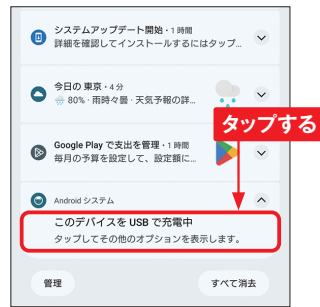 システムアップデート開始・1 時間
詳細を確認してインストールするにはタップ...
今日の 東京・4 分
80%・雨時々曇・天気予報の詳...
タップする
Google Play で支出を管理・1 時間
毎月の予算を設定して、設定額に...
Android システム
このデバイスを USB で充電中
タップしてその他のオプションを表示します。
管理
すべて消去